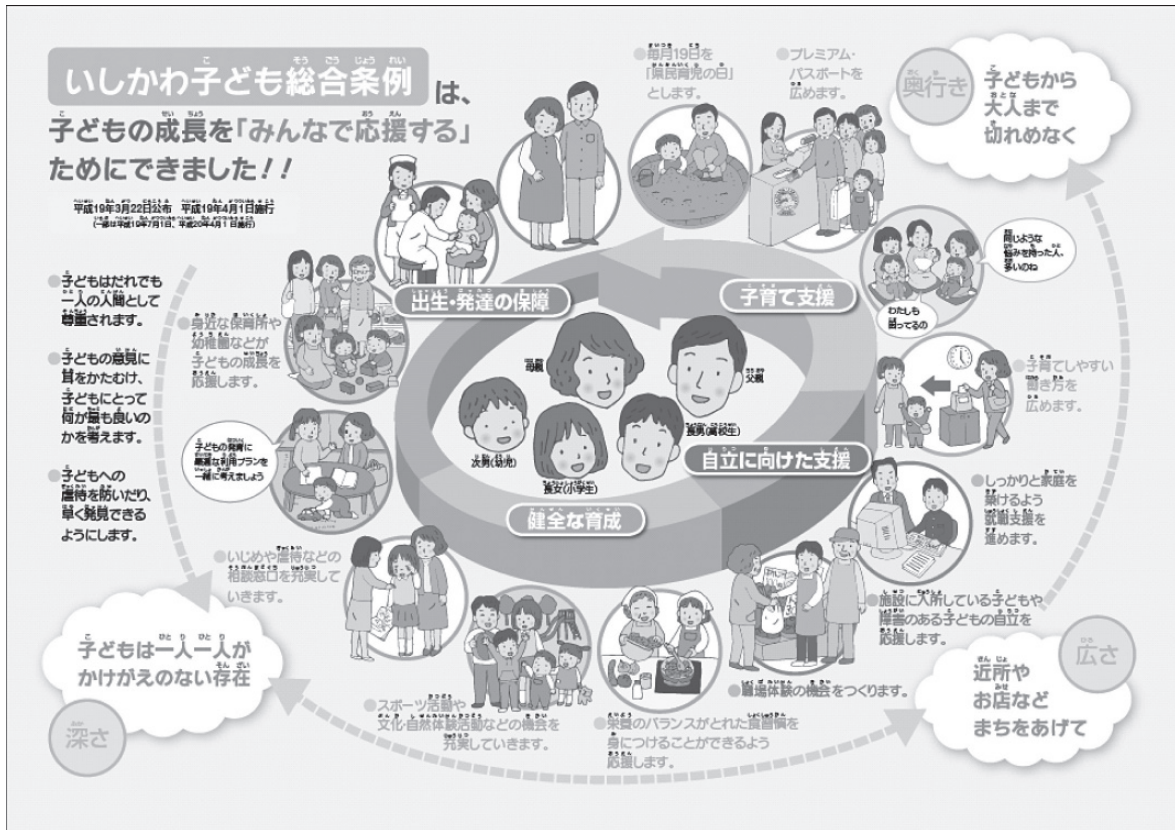 いしかわ子ども総合条例は、
子どもの成長を「みんなで応援する」
ためにできました!!
平成19年3月22日公布 平成19年4月1日施行
(一部は平成19年7月1日、平成20年4月1日施行)
●子どもはだれでも
一人の人間として
尊重されます。
●子どもの意見に
耳をかたむけ、
子どもにとって
何が最も良いの
かを考えます。
●子どもへの
虐待を防いだり、
早く発見できる
ようにします。
●毎月19日を
「県民育児の日」
とします。
●プレミアム・
パスポートを
広めます。
奥行き
子どもから
大人まで
切れめなく
出生・発達の保障
子育て支援
同じような
悩みを持った人、
多いのね
わたしも
困ってるの
●身近な保育所や
幼稚園などが
子どもの成長を
応援します。
母親
父親
次男(幼児)
長女(小学生)
長男(高校生)
●子育てしやすい
働き方を
広めます。
子どもの発育に
最適な利用プランを
一緒に考えましょう
自立に向けた支援
健全な育成
●しっかりと家庭を
築けるよう
就職支援を
進めます。
●いじめや虐待などの
相談窓口を充実して
いきます。
●施設に入所している子どもや
障害のある子どもの自立を
応援します。
●職場体験の機会をつくります。
●スポーツ活動や
文化・自然体験活動などの機会を
充実していきます。
●栄養のバランスがとれた食習慣を
身につけることができるよう
応援します。
子どもは一人一人が
かけがえのない存在
深さ
広さ
近所や
お店など
まちをあげて